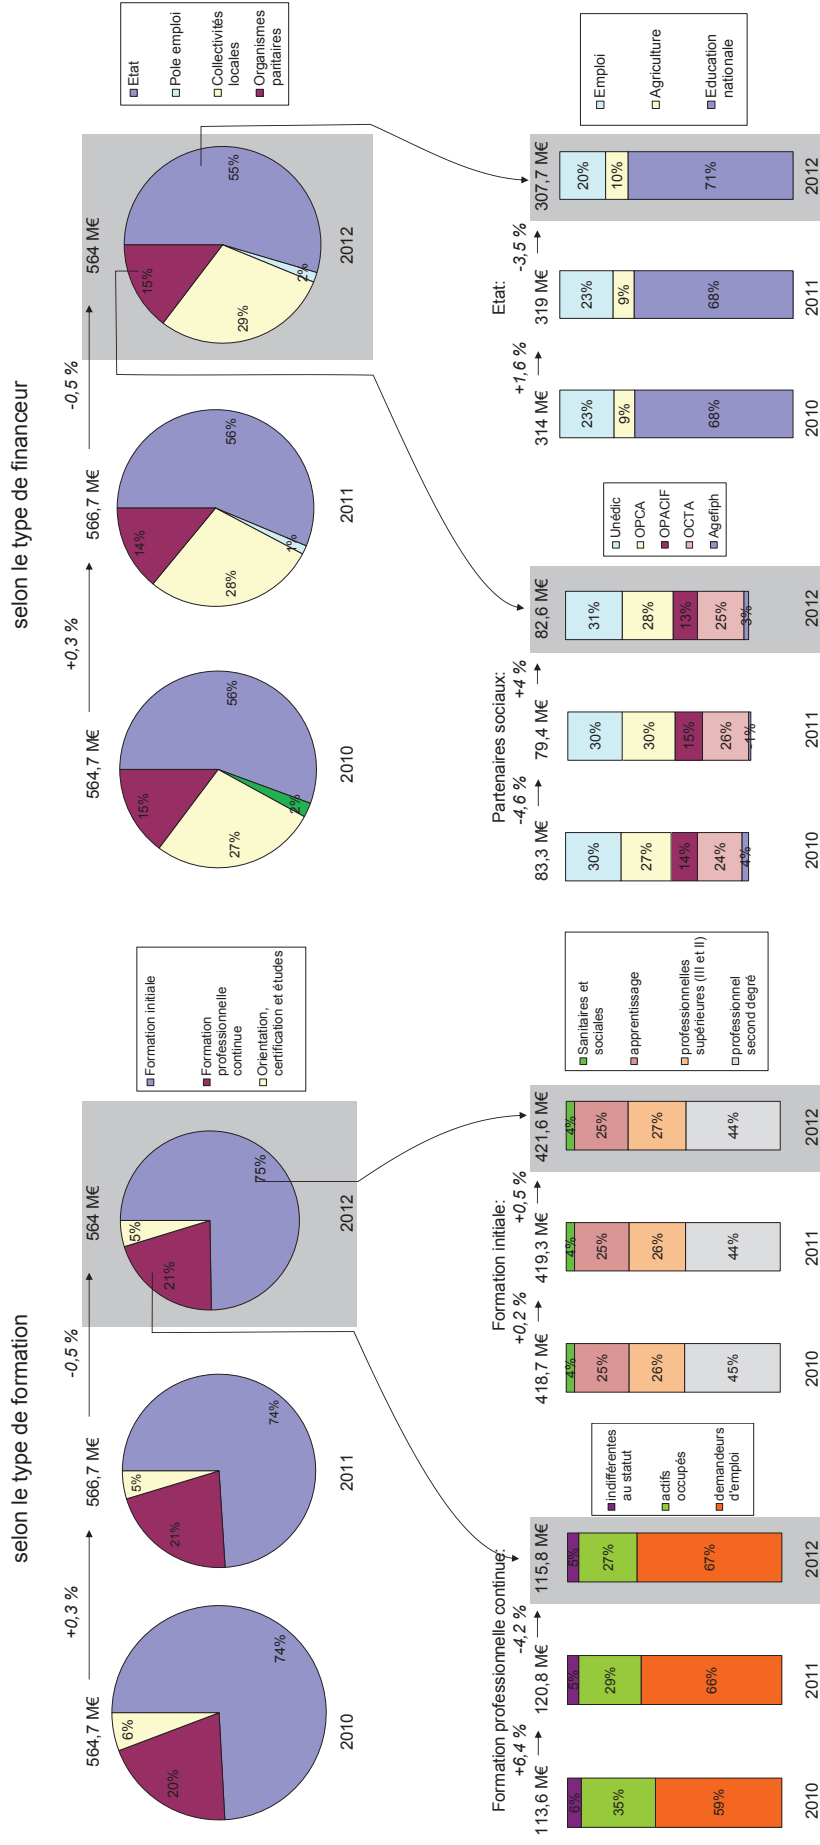 selon le type de formation
564,7 M€
+0,3 %
566,7 M€
-0,5 %
564 M€
6%
20%
74%
2010
5%
21%
74%
2011
5%
21%
75%
2012
Formation initiale
Formation
professionnelle
continue
Orientation,
certification et études
Formation professionnelle continue:
+6,4 %
-4,2 %
113,6 M€
120,8 M€
115,8 M€
6%
35%
59%
2010
5%
29%
66%
2011
5%
27%
67%
2012
indifférentes
au statut
actifs
occupés
demandeurs
d'emploi
Formation initiale:
+0,2 %
+0,5 %
418,7 M€
419,3 M€
421,6 M€
4%
25%
26%
45%
2010
4%
25%
26%
44%
2011
4%
25%
27%
44%
2012
Sanitaires et
sociales
apprentissage
professionnelles
supérieures (III et II)
professionnel
second degré
selon le type de financeur
564,7 M€
+0,3 %
566,7 M€
-0,5 %
564 M€
15%
27%
2%
56%
2010
14%
28%
1%
56%
2011
15%
29%
2%
55%
2012
Etat
Pole emploi
Collectivités
locales
Organismes
paritaires
Partenaires sociaux:
-4,6 %
+4 %
83,3 M€
79,4 M€
82,6 M€
30%
27%
14%
24%
4%
2010
30%
30%
15%
26%
-1%
2011
31%
28%
13%
25%
3%
2012
Unédic
OPCA
OPACIF
OCTA
Agefiph
Etat:
+1,6 %
-3,5 %
314 M€
319 M€
307,7 M€
23%
9%
68%
2010
23%
9%
68%
2011
20%
10%
71%
2012
Emploi
Agriculture
Education
nationale